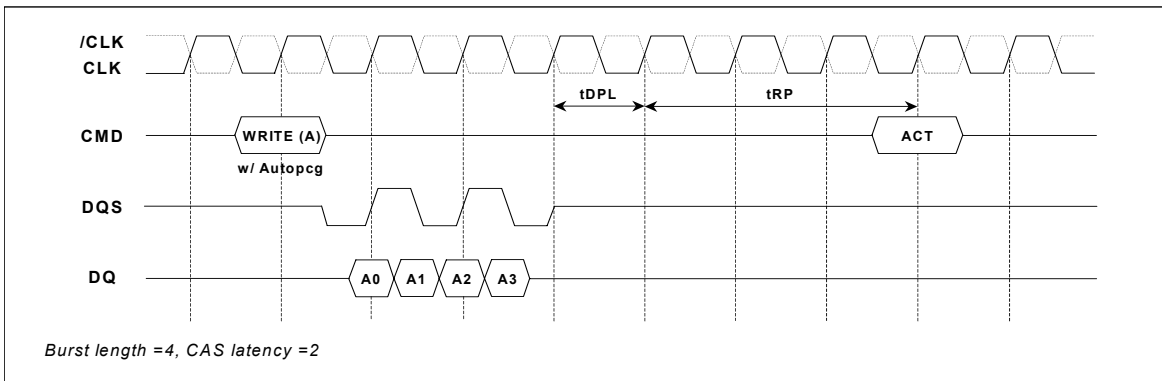 /CLK
CLK
tDPL tRP
CMD WRITE (A) ACT
w/ Autopcg
DQS
DQ A0 A1 A2 A3
Burst length =4, CAS latency =2